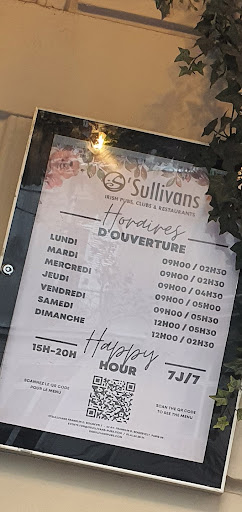 O'Sullivans
IRISH PUBS, CLUBS & RESTAURANTS
Horaires
D'OUVERTURE
LUNDI 09H00 / 02H30
MARDI 09H00 / 02H30
MERCREDI 09H00 / 04H30
JEUDI 09H00 / 05H00
VENDREDI 09H00 / 05H30
SAMEDI 12H00 / 05H30
DIMANCHE 12H00 / 02H30
Happy
HOUR
15H-20H
7J/7
SCANNEZ LE QR CODE
POUR LE MENU
SCAN THE QR CODE
TO SEE THE MENU